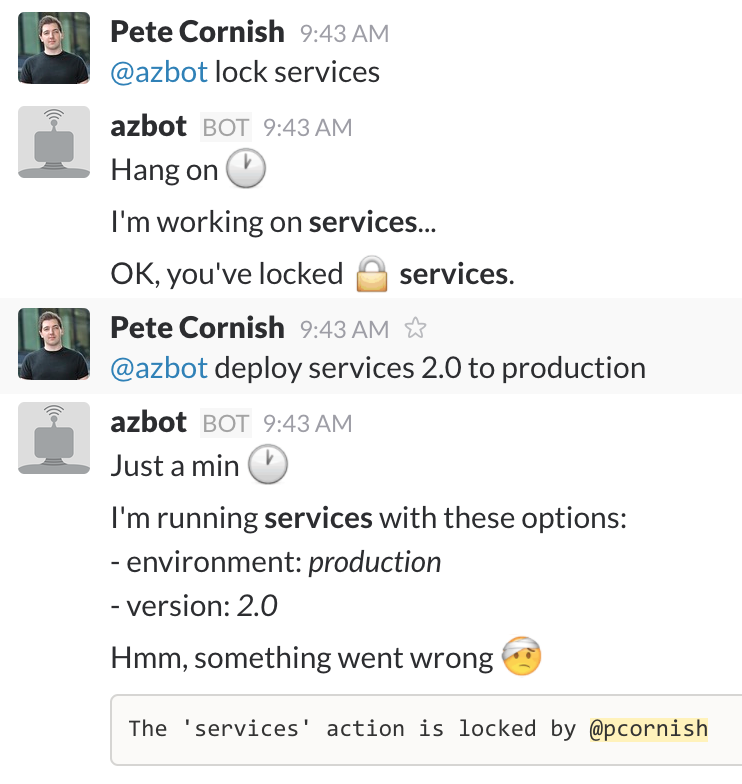 Pete Cornish 9:43 AM
@azbot lock services
azbot BOT 9:43 AM
Hang on
I'm working on services...
OK, you've locked services.
Pete Cornish 9:43 AM
@azbot deploy services 2.0 to production
azbot BOT 9:43 AM
Just a min
I'm running services with these options:
- environment: production
- version: 2.0
Hmm, something went wrong
The 'services' action is locked by @pcornish